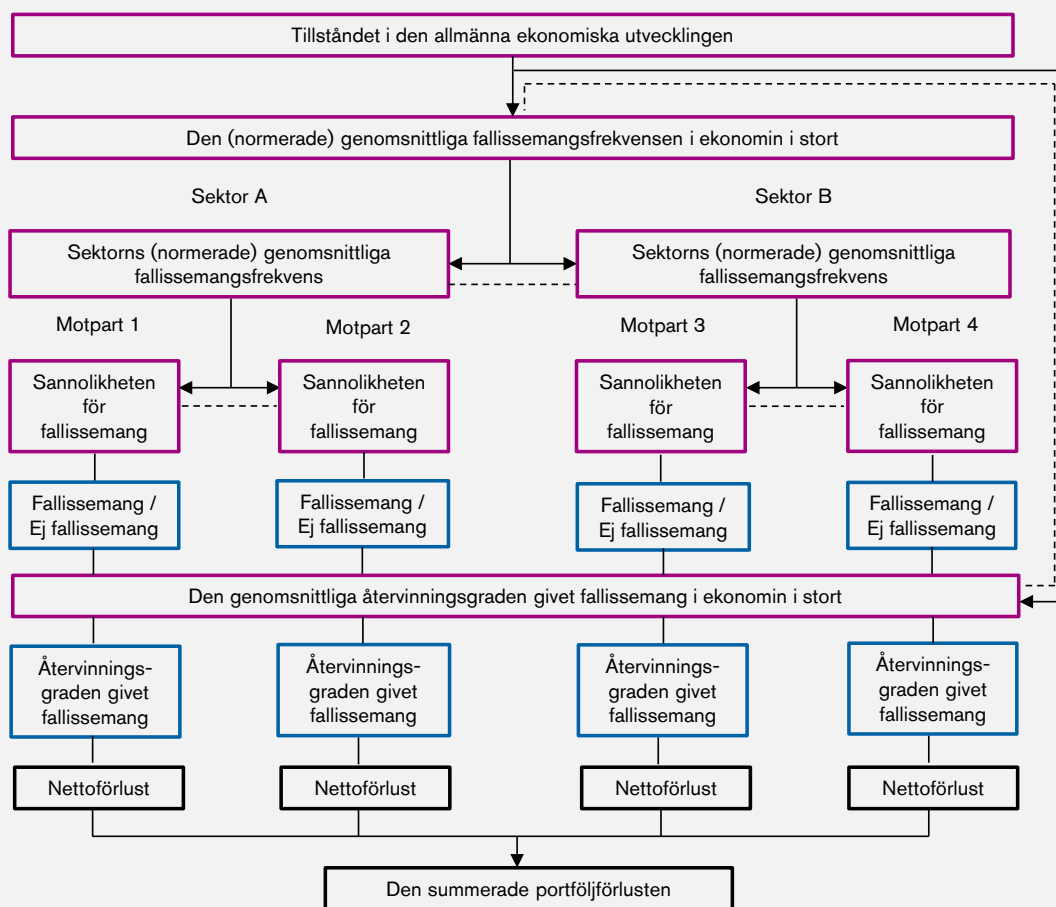 Tillståndet i den allmänna ekonomiska utvecklingen
Den (normerade) genomsnittliga fallissemangsfrekvensen i ekonomin i stort
Sektor A
Sektor B
Sektorns (normerade) genomsnittliga
fallissemangsfrekvens
Sektorns (normerade) genomsnittliga
fallissemangsfrekvens
Motpart 1
Motpart 2
Motpart 3
Motpart 4
Sannolikheten
för
fallissemang
Sannolikheten
för
fallissemang
Sannolikheten
för
fallissemang
Sannolikheten
för
fallissemang
Fallissemang /
Ej fallissemang
Fallissemang /
Ej fallissemang
Fallissemang /
Ej fallissemang
Fallissemang /
Ej fallissemang
Den genomsnittliga återvinningsgraden givet fallissemang i ekonomin i stort
Återvinnings-
graden givet
fallissemang
Återvinnings-
graden givet
fallissemang
Återvinnings-
graden givet
fallissemang
Återvinnings-
graden givet
fallissemang
Nettoförlust
Nettoförlust
Nettoförlust
Nettoförlust
Den summerade portföljförlusten